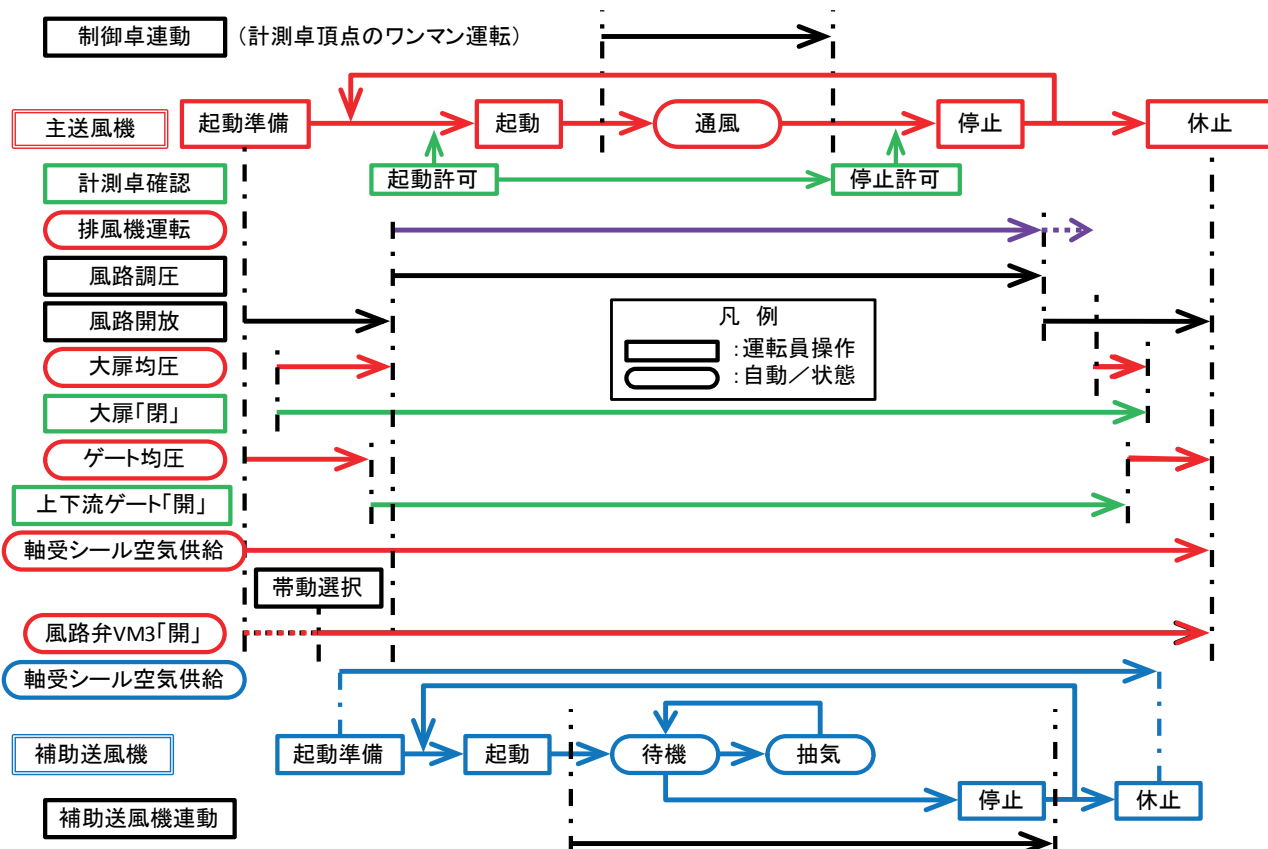 制御卓連動 (計測卓頂点のワンマン運転)
主送風機 起動準備 起動 通風 停止 休止
計測卓確認 起動許可 停止許可
排風機運転
風路調圧
風路開放
凡 例
:運転員操作
:自動/状態
大扉均圧
大扉「閉」
ゲート均圧
上下流ゲート「開」
軸受シール空気供給
帯動選択
風路弁VM3「開」
軸受シール空気供給
補助送風機 起動準備 起動 待機 抽気
停止 休止
補助送風機連動